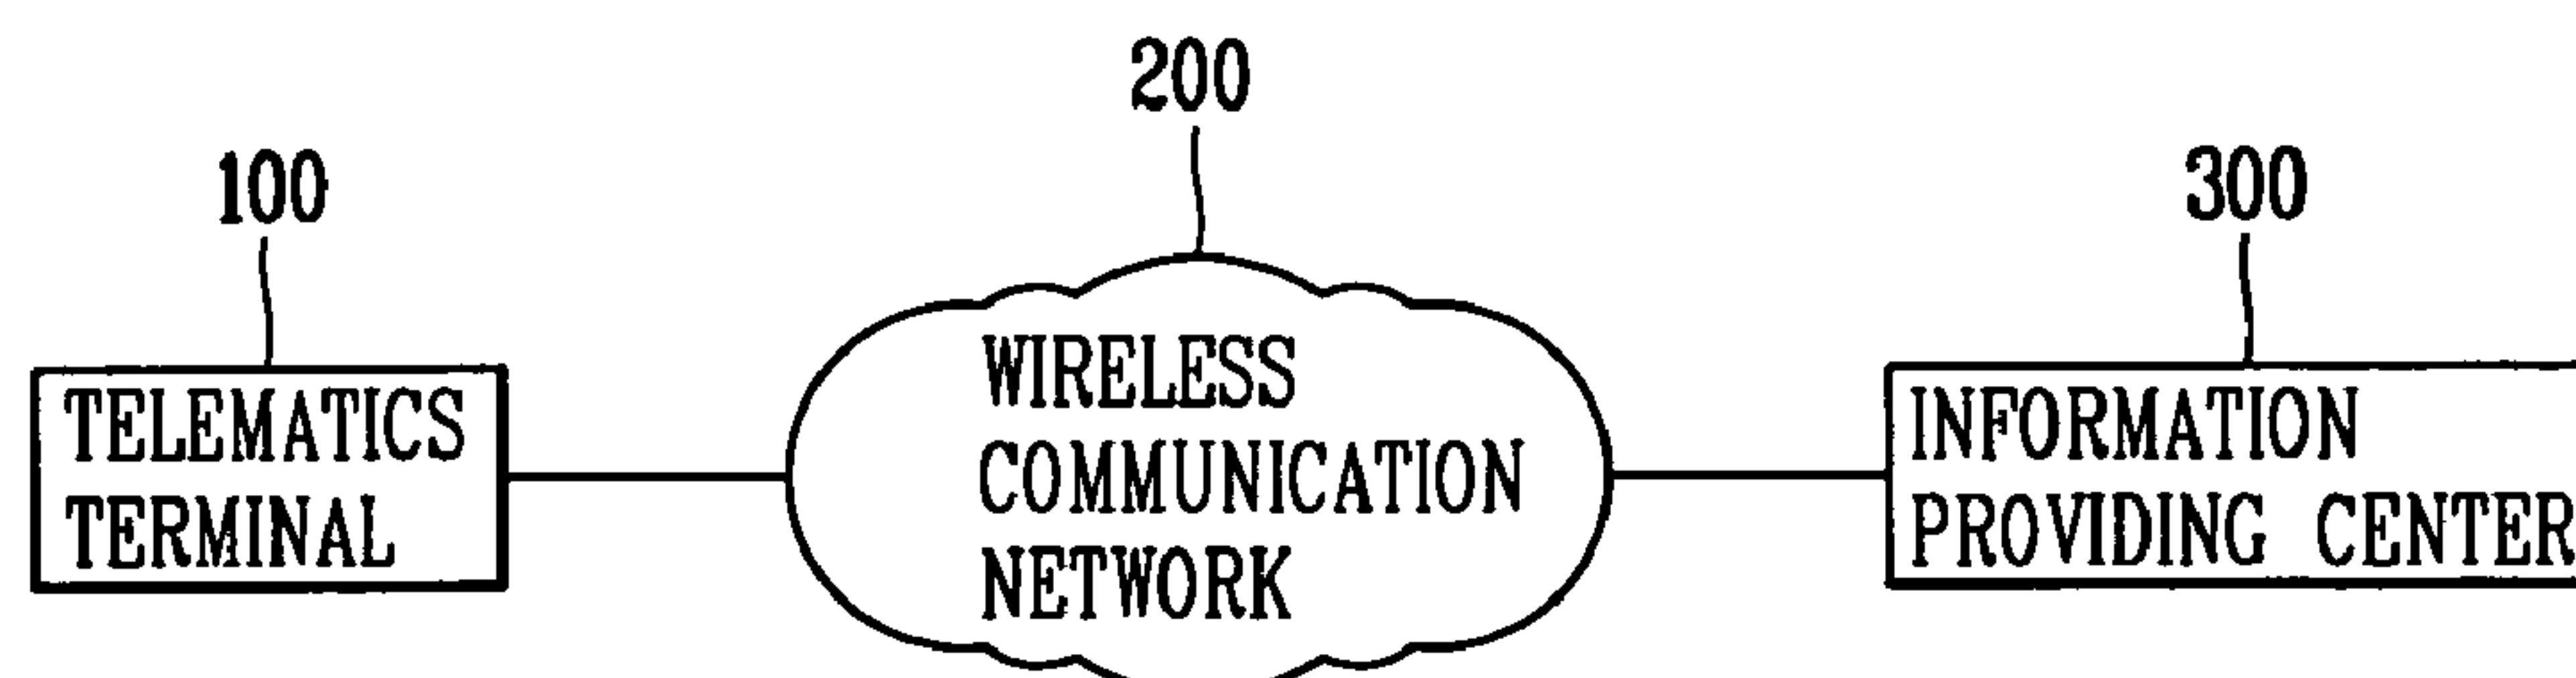 200
100
300
TELEMATICS
TERMINAL
WIRELESS
COMMUNICATION
NETWORK
INFORMATION
PROVIDING CENTER